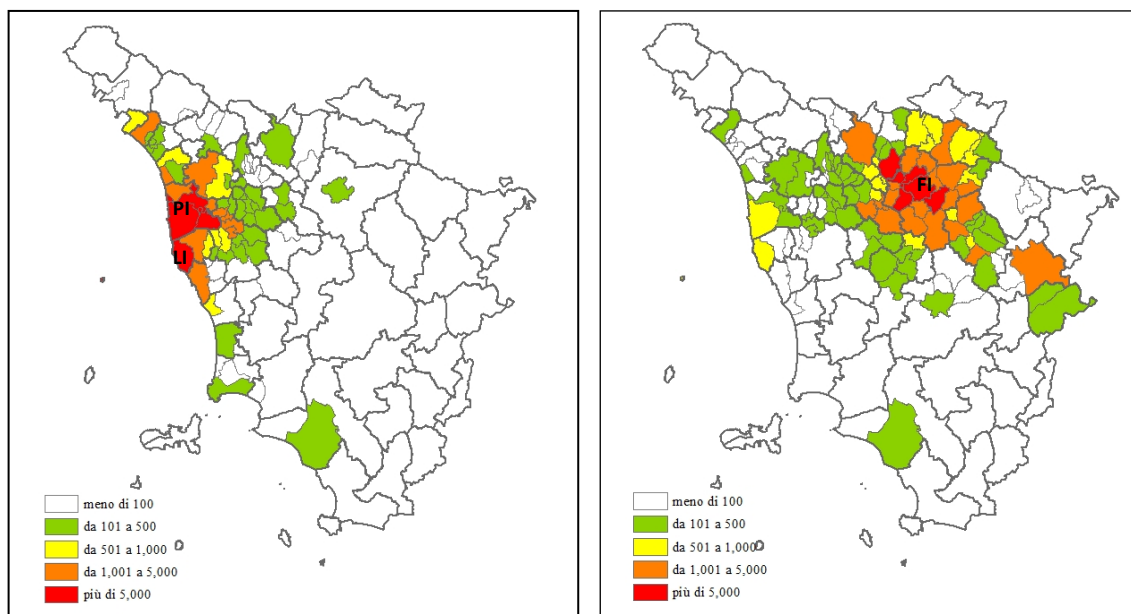 PI
LI
meno di 100
da 101 a 500
da 501 a 1,000
da 1,001 a 5,000
più di 5,000
FI
meno di 100
da 101 a 500
da 501 a 1,000
da 1,001 a 5,000
più di 5,000